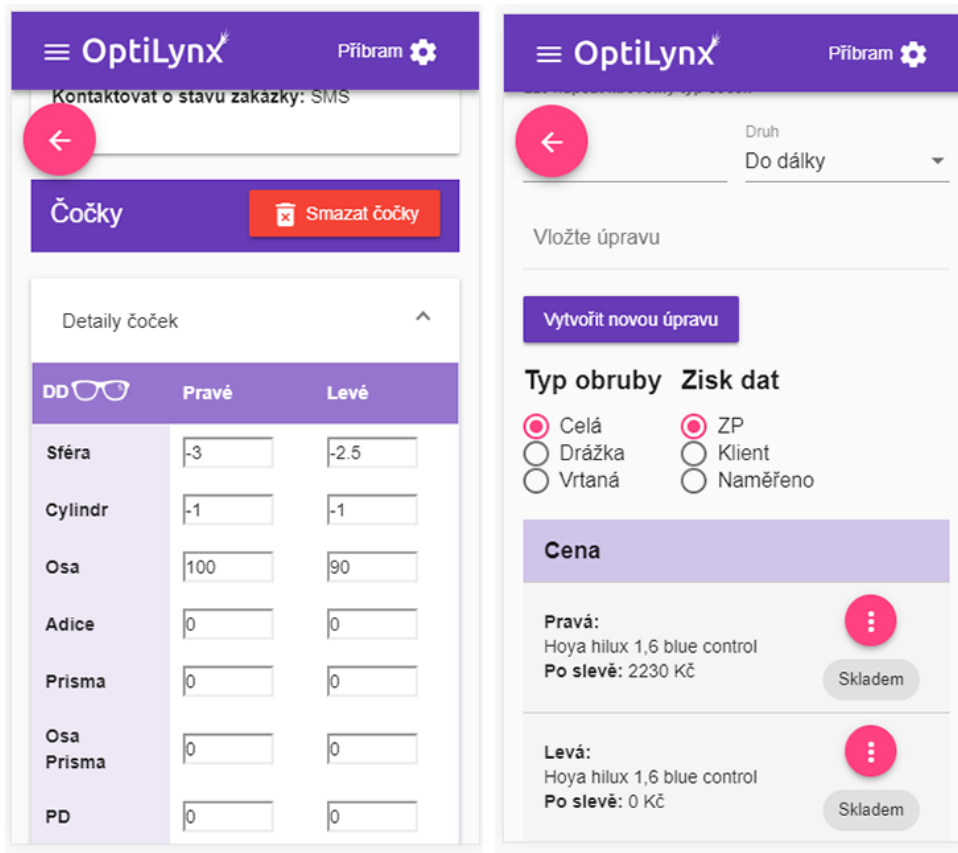 OptiLynx
Příbram
Kontaktovat o stavu zakázky: SMS
Čočky
Smazat čočky
Detaily čoček
DD Pravé Levé
Sféra -3 -2.5
Cylindr -1 -1
Osa 100 90
Adice 0 0
Prisma 0 0
Osa
Prisma 0 0
PD 0 0
OptiLynx
Příbram
Druh
Do dálky
Vložte úpravu
Vytvořit novou úpravu
Typ obruby Zisk dat
Celá ZP
Drážka Klient
Vrtaná Naměřeno
Cena
Pravá:
Hoya hilux 1,6 blue control
Po slevě: 2230 Kč
Skladem
Levá:
Hoya hilux 1,6 blue control
Po slevě: 0 Kč
Skladem